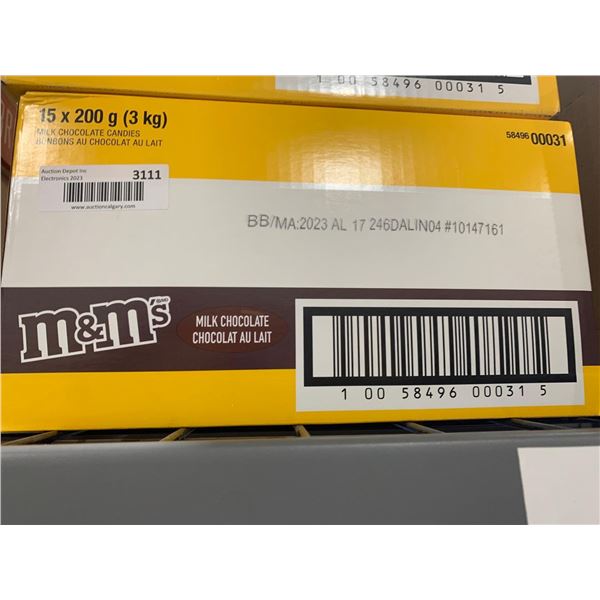 1 00 58496 00031 5
15 x 200 g (3 kg)
MILK CHOCOLATE CANDIES
BONBONS AU CHOCOLAT AU LAIT
58496 00031
Auction Depot Inc
Electronics 2023
3111
www.auctioncalgary.com
BB/MA:2023 AL 17 246DALIN04 #10147161
m&m's
MILK CHOCOLATE
CHOCOLAT AU LAIT
1 00 58496 00031 5